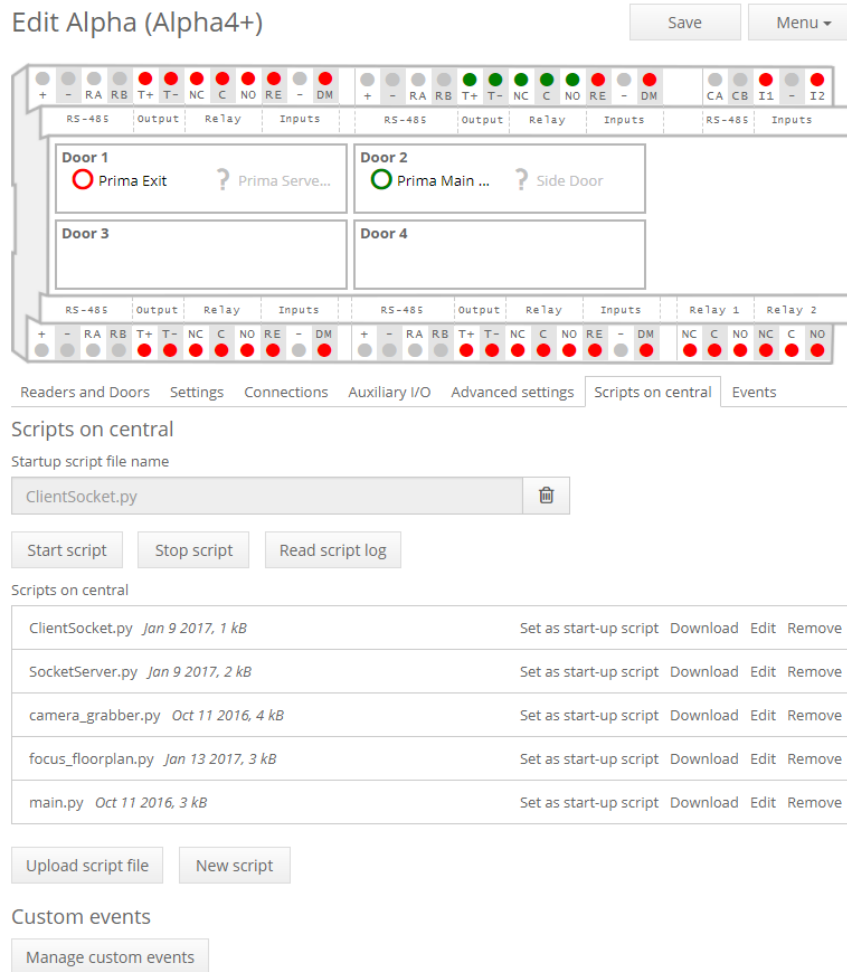 Edit Alpha (Alpha4+)
Save
Menu
+ - RA RB T+ T- NC C NO RE - DM + - RA RB T+ T- NC C NO RE - DM CA CB I1 - I2
RS-485 Output Relay Inputs RS-485 Output Relay Inputs RS-485 Inputs
Door 1
Prima Exit ? Prima Serve...
Door 2
Prima Main ... ? Side Door
Door 3
Door 4
RS-485 Output Relay Inputs RS-485 Output Relay Inputs Relay 1 Relay 2
+ - RA RB T+ T- NC C NO RE - DM + - RA RB T+ T- NC C NO RE - DM NC C NO NC C NO
Readers and Doors Settings Connections Auxiliary I/O Advanced settings Scripts on central Events
Scripts on central
Startup script file name
ClientSocket.py
Start script Stop script Read script log
Scripts on central
ClientSocket.py Jan 9 2017, 1 kB Set as start-up script Download Edit Remove
SocketServer.py Jan 9 2017, 2 kB Set as start-up script Download Edit Remove
camera_grabber.py Oct 11 2016, 4 kB Set as start-up script Download Edit Remove
focus_floorplan.py Jan 13 2017, 3 kB Set as start-up script Download Edit Remove
main.py Oct 11 2016, 3 kB Set as start-up script Download Edit Remove
Upload script file New script
Custom events
Manage custom events